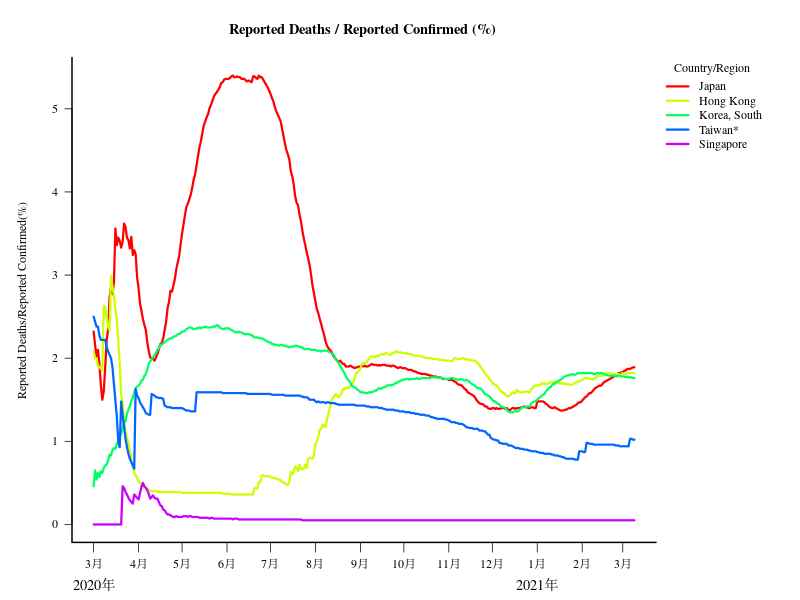 Reported Deaths / Reported Confirmed (%)
Country/Region
Japan
Hong Kong
Korea, South
Taiwan*
Singapore
Reported Deaths/Reported Confirmed(%)
5
4
3
2
1
0
3月 4月 5月 6月 7月 8月 9月 10月 11月 12月 1月 2月 3月
2020年 2021年